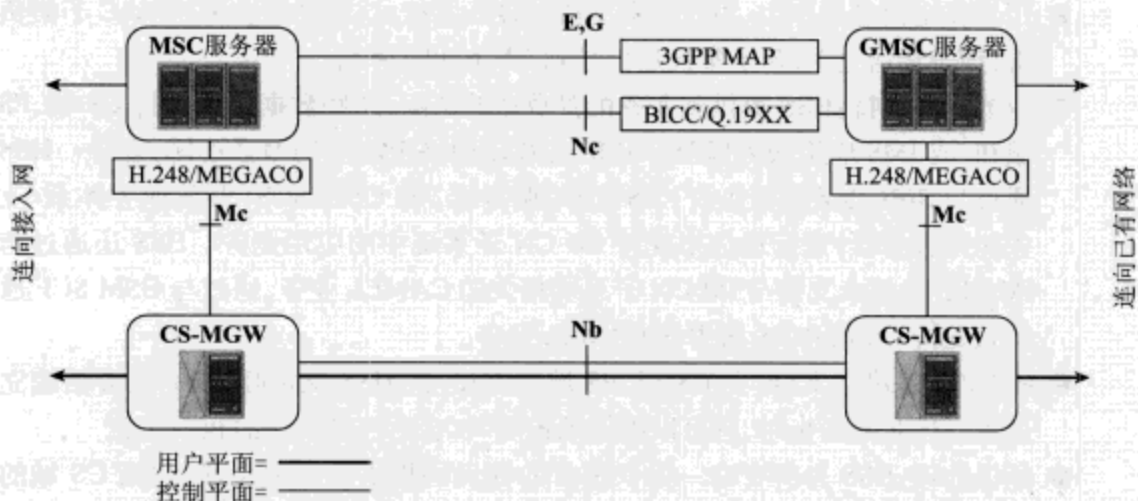 E,G
MSC服务器
3GPP MAP
GMSC服务器
BICC/Q.19XX
Nc
H.248/MEGACO
H.248/MEGACO
Mc
Mc
连向接入网
连向已有网络
CS-MGW
Nb
CS-MGW
用户平面=
控制平面=